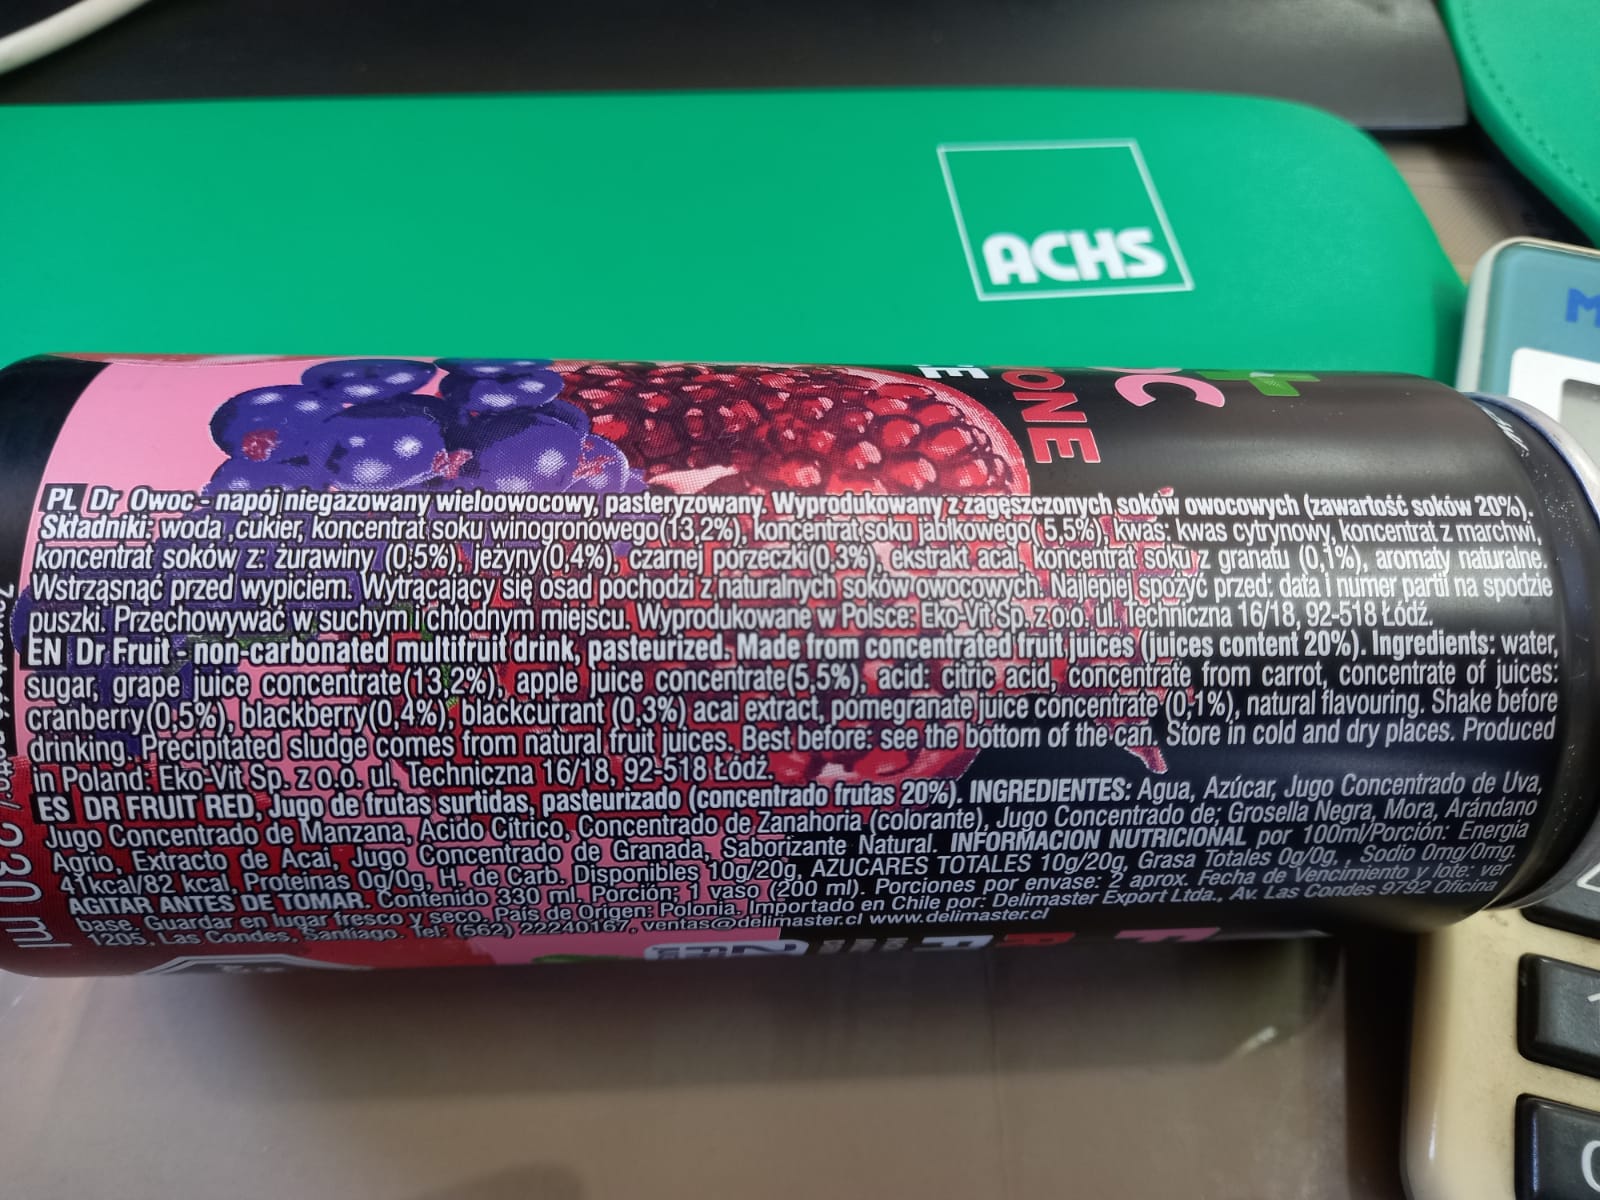 ACHS
M
OC
ONE
E
PL Dr Owoc - napój niegazowany wieloowocowy, pasteryzowany. Wyprodukowany z zagęszczonych soków owocowych (zawartość soków 20%).
Składniki: woda ,cukier, koncentrat soku winogronowego(13,2%), koncentrat soku jabłkowego(5,5%), kwas: kwas cytrynowy, koncentrat z marchwi,
koncentrat soków z: żurawiny (0,5%), jeżyny(0,4%), czarnej porzeczki(0,3%), ekstrakt acai, koncentrat soku z granatu (0,1%), aromaty naturalne.
Wstrząsnąć przed wypiciem. Wytrącający się osad pochodzi z naturalnych soków owocowych. Najlepiej spożyć przed: data i numer partii na spodzie
puszki. Przechowywać w suchym i chłodnym miejscu. Wyprodukowane w Polsce: Eko-Vit Sp. z o.o. ul. Techniczna 16/18, 92-518 Łódź.
EN Dr Fruit - non-carbonated multifruit drink, pasteurized. Made from concentrated fruit juices (juices content 20%). Ingredients: water,
sugar, grape juice concentrate(13,2%), apple juice concentrate(5.5%), acid: citric acid, concentrate from carrot, concentrate of juices:
cranberry(0,5%), blackberry(0,4%), blackcurrant (0,3%) acai extract, pomegranate juice concentrate (0,1%), natural flavouring. Shake before
drinking. Precipitated sludge comes from natural fruit juices. Best before: see the bottom of the can. Store in cold and dry places. Produced
in Poland: Eko-Vit Sp. z o.o. ul. Techniczna 16/18, 92-518 Łódź.
ES DR FRUIT RED, Jugo de frutas surtidas, pasteurizado (concentrado frutas 20%). INGREDIENTES: Agua, Azúcar, Jugo Concentrado de Uva,
Jugo Concentrado de Manzana, Acido Cítrico, Concentrado de Zanahoria (colorante), Jugo Concentrado de; Grosella Negra, Mora, Arándano
Agrio, Extracto de Acai, Jugo Concentrado de Granada, Saborizante Natural. INFORMACION NUTRICIONAL por 100ml/Porción: Energia
41kcal/82 kcal, Proteinas 0g/0g, H. de Carb. Disponibles 10g/20g, AZUCARES TOTALES 10g/20g, Grasa Totales 0g/0g, , Sodio 0mg/0mg.
AGITAR ANTES DE TOMAR. Contenido 330 ml. Porción: 1 vaso (200 ml). Porciones por envase: 2 aprox. Fecha de Vencimiento y lote: ver
base. Guardar en lugar fresco y seco. País de Origen: Polonia. Importado en Chile por: Delimaster Export Ltda., Av. Las Condes 9792 Oficina
1205, Las Condes, Santiago. Tel: (562) 22240167, ventas@delimaster.cl www.delimaster.cl